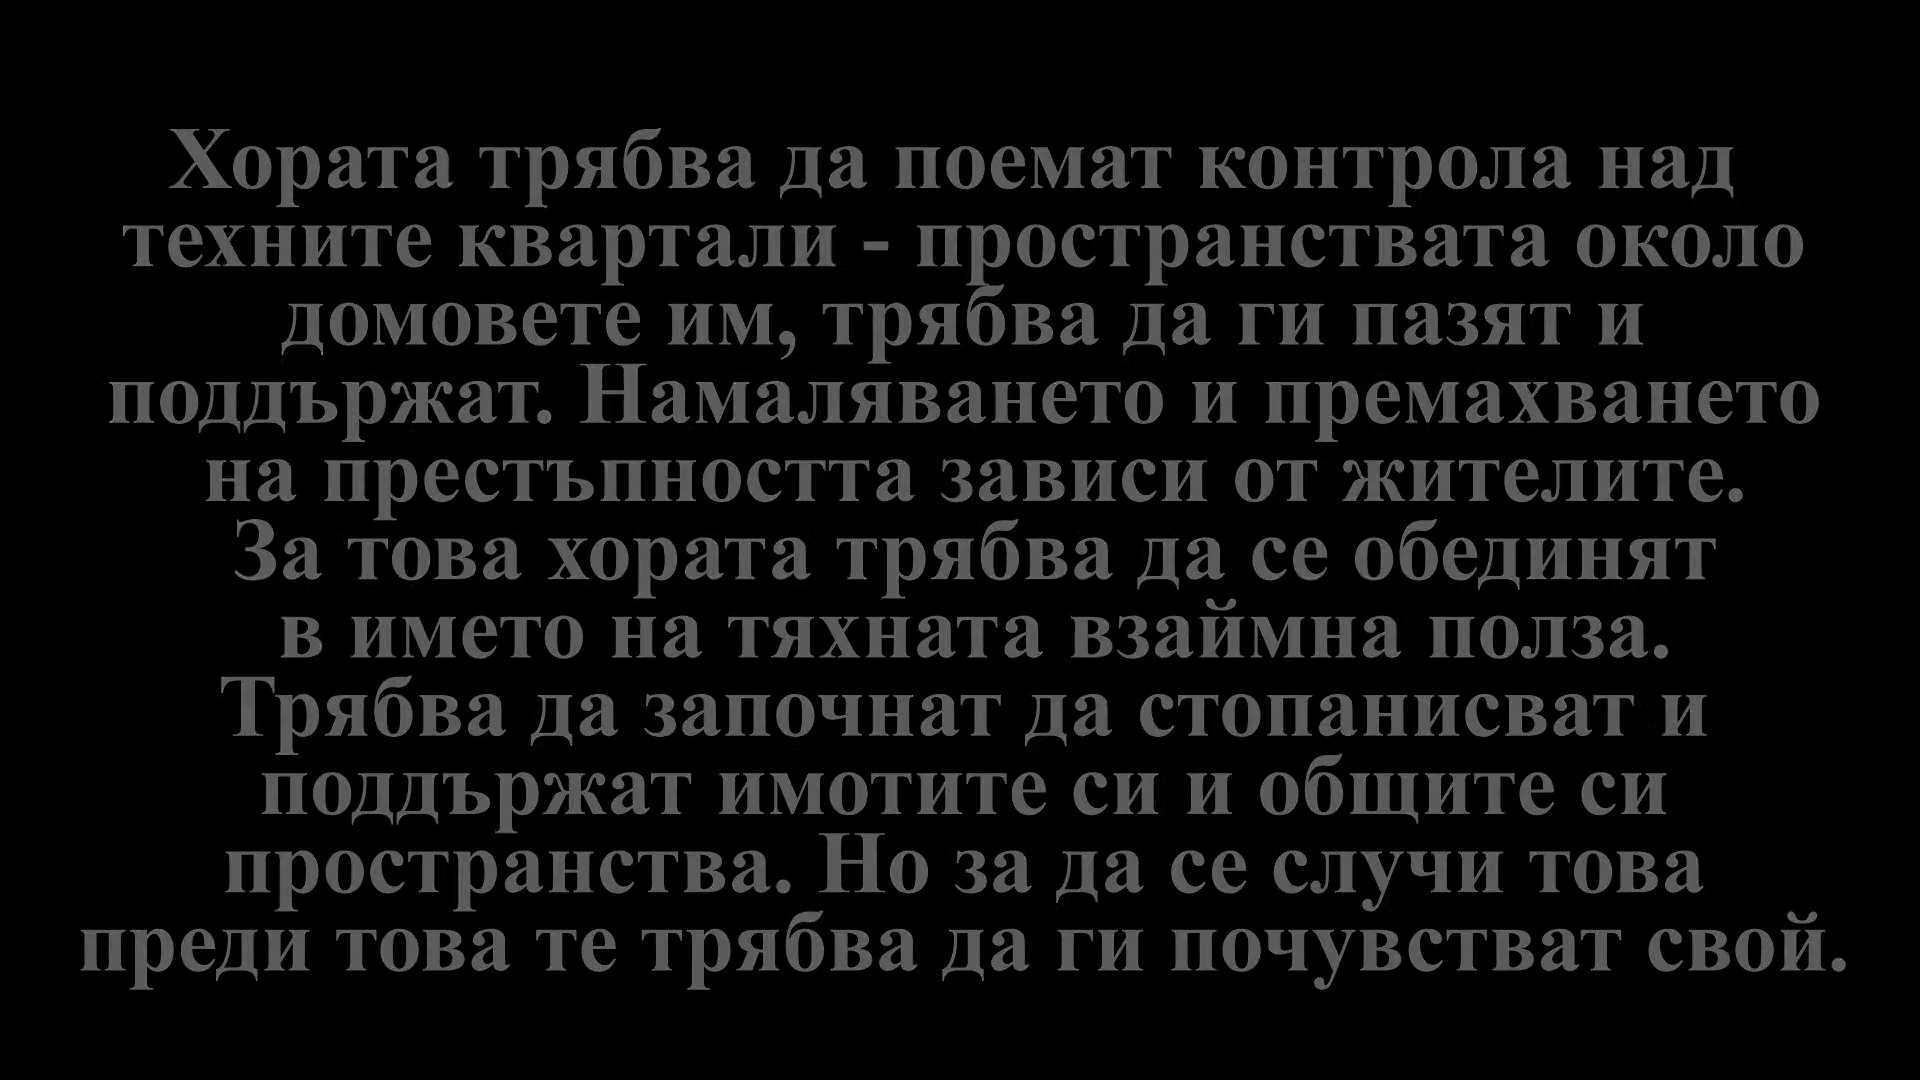 Хората трябва да поемат контрола над
техните квартали - пространствата около
домовете им, трябва да ги пазят и
поддържат. Намаляването и премахването
на престъпността зависи от жителите.
За това хората трябва да се обединят
в името на тяхната взаймна полза.
Трябва да започнат да стопанисват и
поддържат имотите си и общите си
пространства. Но за да се случи това
преди това те трябва да ги почувстват свой.